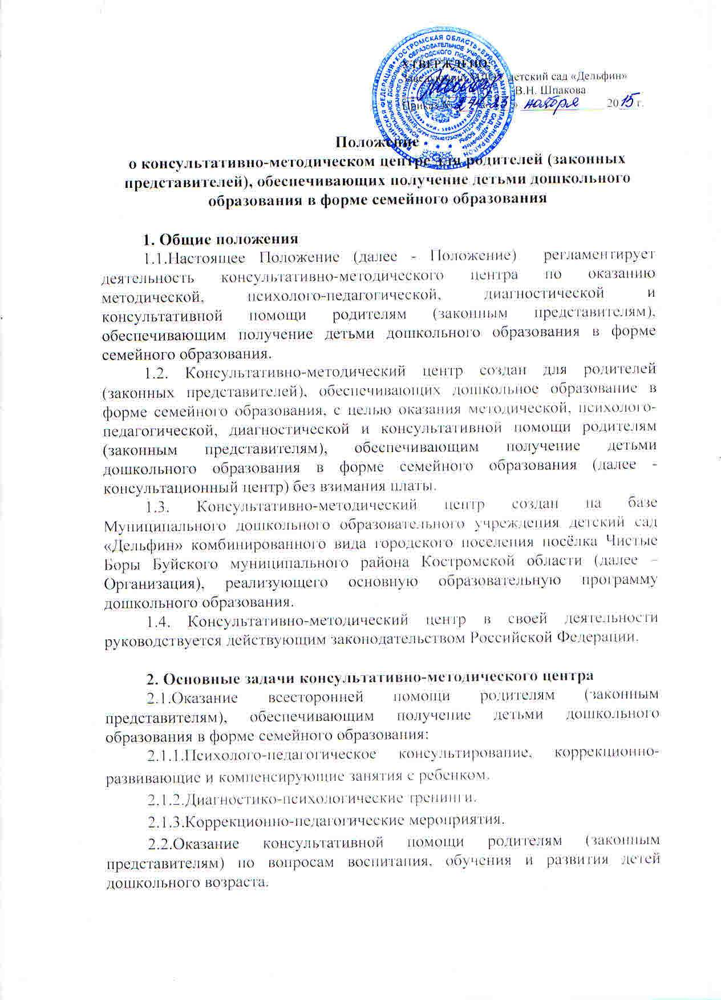 УТВЕРЖДЕНО:
Заведующий МДОУ детский сад «Дельфин»
В.Н. Шпакова
Приказ № « 23 » ноября 2015 г.
Положение
о консультативно-методическом центре для родителей (законных
представителей), обеспечивающих получение детьми дошкольного
образования в форме семейного образования
1. Общие положения
1.1.Настоящее Положение (далее - Положение) регламентирует
деятельность консультативно-методического центра по оказанию
методической, психолого-педагогической, диагностической и
консультативной помощи родителям (законным представителям),
обеспечивающим получение детьми дошкольного образования в форме
семейного образования.
1.2. Консультативно-методический центр создан для родителей
(законных представителей), обеспечивающих дошкольное образование в
форме семейного образования, с целью оказания методической, психолого-
педагогической, диагностической и консультативной помощи родителям
(законным представителям), обеспечивающим получение детьми
дошкольного образования в форме семейного образования (далее -
консультационный центр) без взимания платы.
1.3. Консультативно-методический центр создан на базе
Муниципального дошкольного образовательного учреждения детский сад
«Дельфин» комбинированного вида городского поселения посёлка Чистые
Боры Буйского муниципального района Костромской области (далее –
Организация), реализующего основную образовательную программу
дошкольного образования.
1.4. Консультативно-методический центр в своей деятельности
руководствуется действующим законодательством Российской Федерации.
2. Основные задачи консультативно-методического центра
2.1.Оказание всесторонней помощи родителям (законным
представителям), обеспечивающим получение детьми дошкольного
образования в форме семейного образования:
2.1.1.Психолого-педагогическое консультирование, коррекционно-
развивающие и компенсирующие занятия с ребенком.
2.1.2.Диагностико-психологические тренинги.
2.1.3.Коррекционно-педагогические мероприятия.
2.2.Оказание консультативной помощи родителям (законным
представителям) по вопросам воспитания, обучения и развития детей
дошкольного возраста.